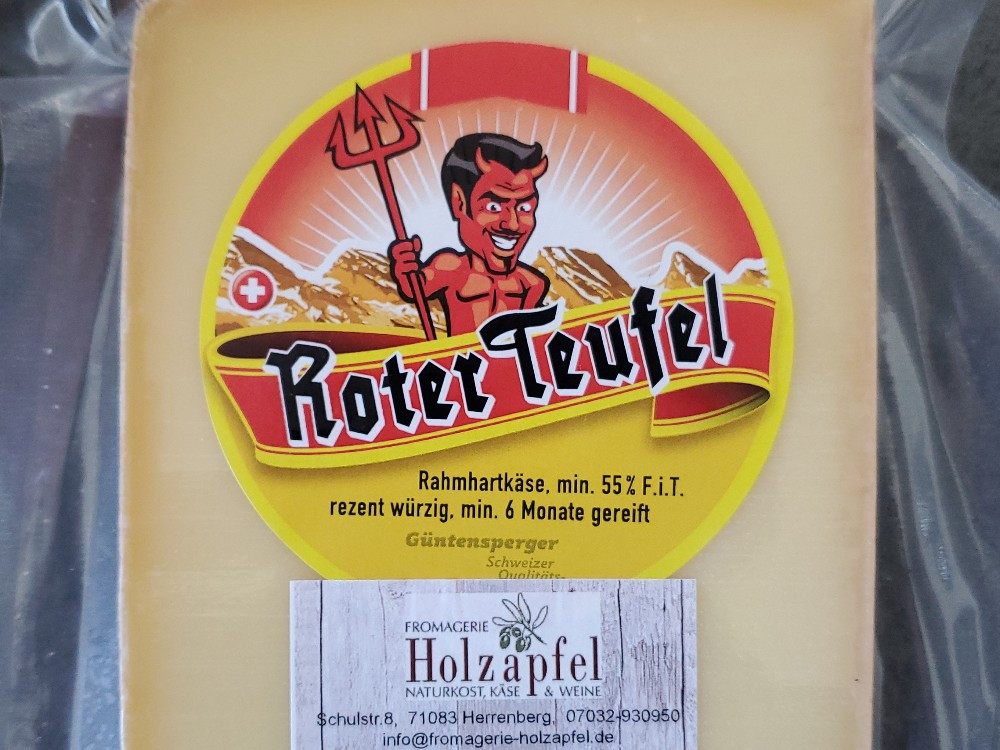 Roter Teufel
Rahmhartkäse, min. 55% F.i.T.
rezent würzig, min. 6 Monate gereift
Güntensperger
Schweizer
Qualitäts-
FROMAGERIE
Holzapfel
NATURKOST, KÄSE & WEINE
Schulstr.8, 71083 Herrenberg, 07032-930950
info@fromagerie-holzapfel.de